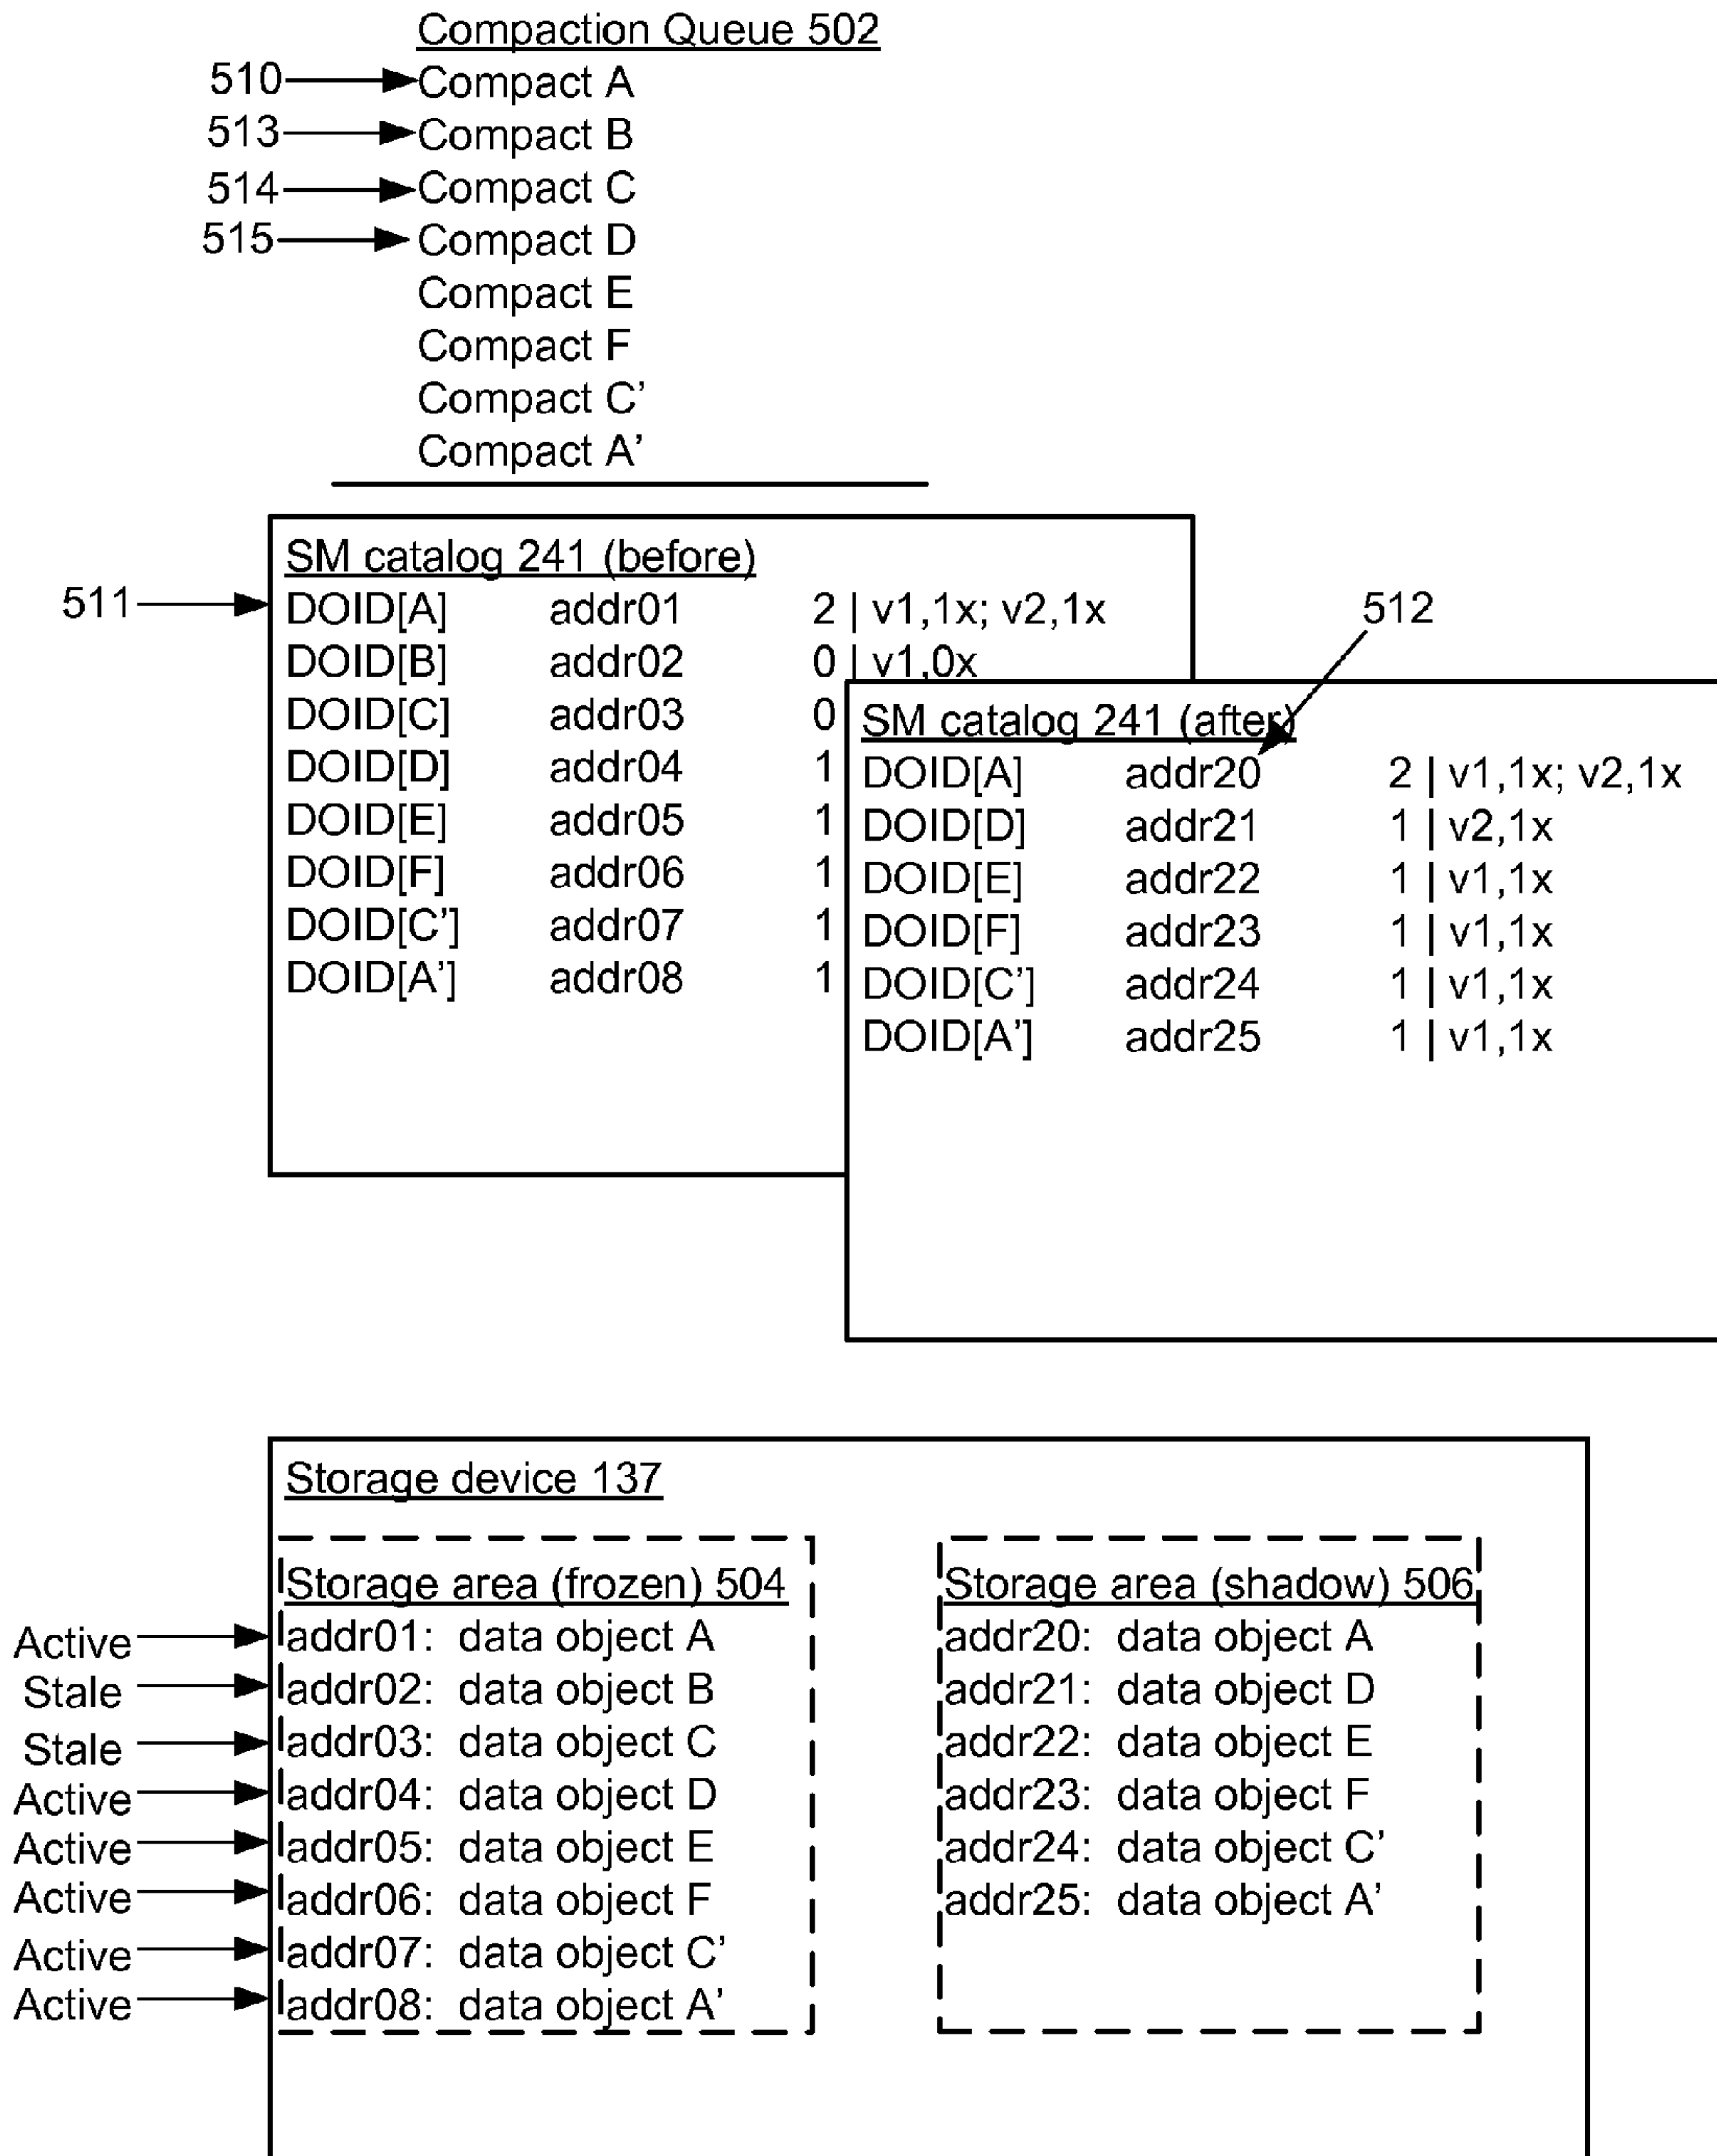 Compaction Queue 502
510 Compact A
513 Compact B
514 Compact C
515 Compact D
Compact E
Compact F
Compact C’
Compact A’
SM catalog 241 (before)
511 DOID[A] addr01 2 | v1,1x; v2,1x
512
DOID[B] addr02 0 | v1,0x
DOID[C] addr03 0
DOID[D] addr04 1
DOID[E] addr05 1
DOID[F] addr06 1
DOID[C’] addr07 1
DOID[A’] addr08 1
SM catalog 241 (after)
DOID[A] addr20 2 | v1,1x; v2,1x
DOID[D] addr21 1 | v2,1x
DOID[E] addr22 1 | v1,1x
DOID[F] addr23 1 | v1,1x
DOID[C’] addr24 1 | v1,1x
DOID[A’] addr25 1 | v1,1x
Storage device 137
Storage area (frozen) 504
Active addr01: data object A
Stale addr02: data object B
Stale addr03: data object C
Active addr04: data object D
Active addr05: data object E
Active addr06: data object F
Active addr07: data object C’
Active addr08: data object A’
Storage area (shadow) 506
addr20: data object A
addr21: data object D
addr22: data object E
addr23: data object F
addr24: data object C’
addr25: data object A’